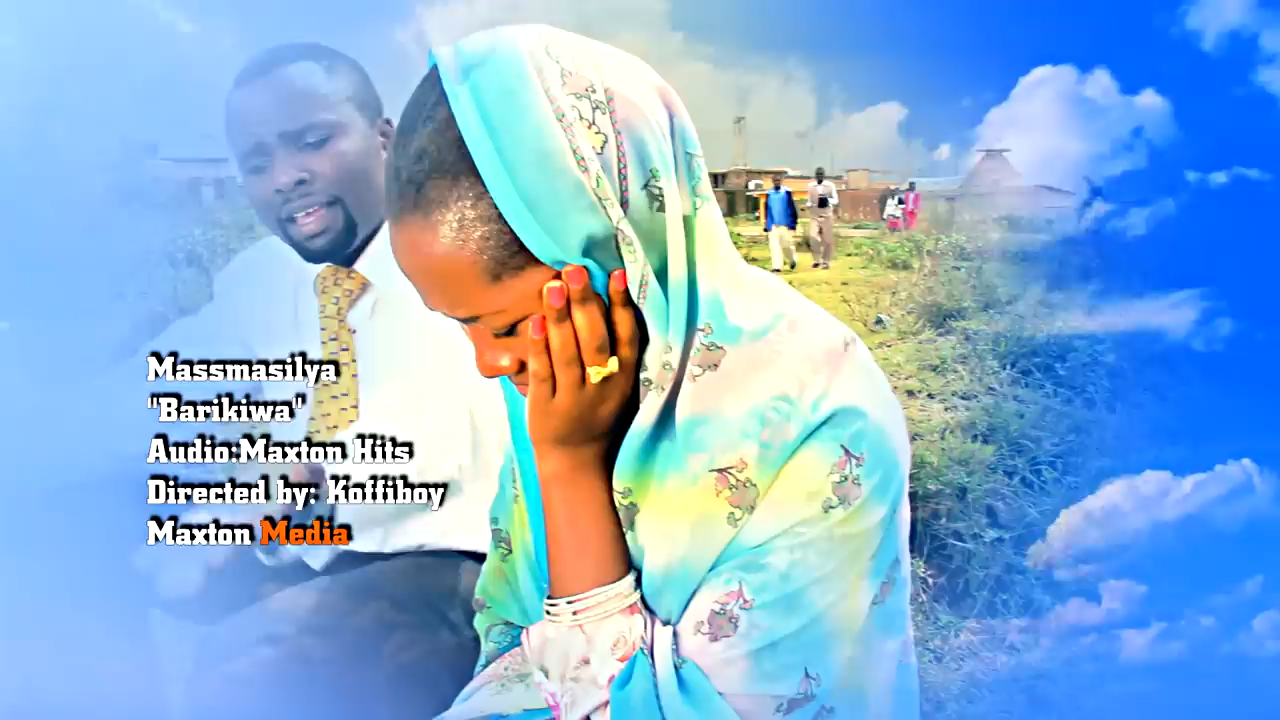 Massmasilya
"Barikiwa"
Audio:Maxton Hits
Directed by: Koffiboy
Maxton Media